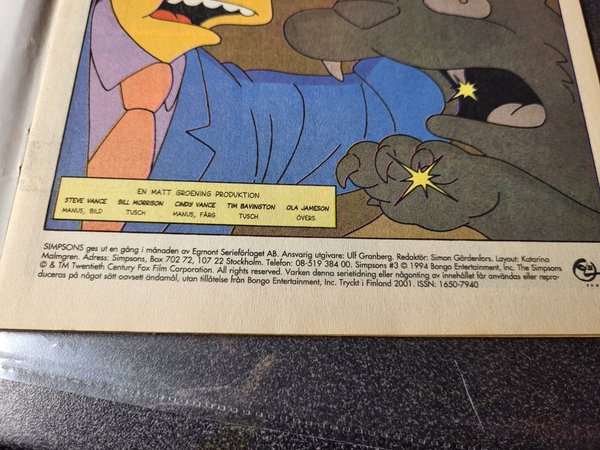 EN MATT GROENING PRODUKTION
STEVE VANCE BILL MORRISON CINDY VANCE TIM BAVINGTON OLA JAMESON
MANUS, BILD TUSCH MANUS, FÄRG TUSCH ÖVERS.
SIMPSONS ges ut en gång i månaden av Egmont Serieförlaget AB. Ansvarig utgivare: Ulf Granberg. Redaktör: Simon Gärdenfors. Layout: Katarina
Malmgren. Adress: Simpsons, Box 702 72, 107 22 Stockholm. Telefon: 08-519 384 00. Simpsons #3 © 1994 Bongo Entertainment, Inc. The Simpsons
© & TM Twentieth Century Fox Film Corporation. All rights reserved. Varken denna serietidning eller någonting av innehållet får användas eller repro-
duceras på något sätt oavsett ändamål, utan tillåtelse från Bongo Entertainment, Inc. Tryckt i Finland 2001. ISSN: 1650-7940